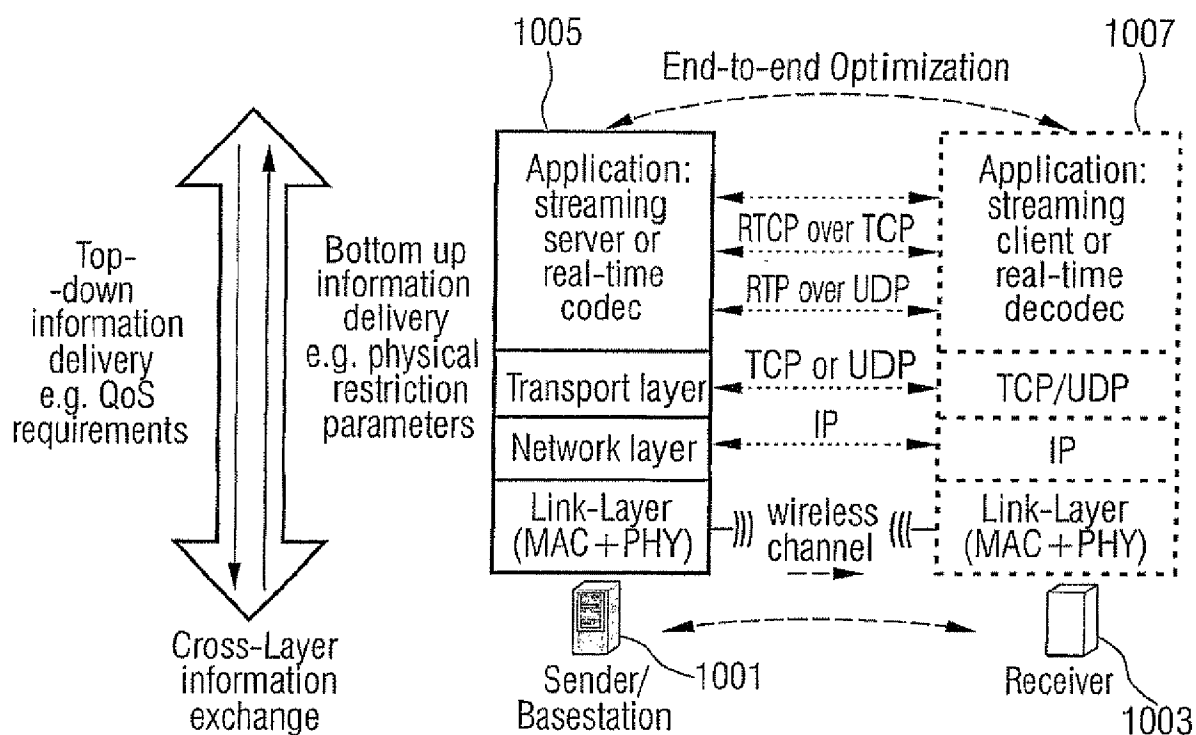 1005
1007
End-to-end Optimization
Top-
-down
information
delivery
e.g. QoS
requirements
Bottom up
information
delivery
e.g. physical
restriction
parameters
Application:
streaming
server or
real-time
codec
Transport layer
Network layer
Link-Layer
(MAC+PHY)
RTCP over TCP
RTP over UDP
TCP or UDP
IP
wireless
channel
Application:
streaming
client or
real-time
decodec
TCP/UDP
IP
Link-Layer
(MAC+PHY)
Cross-Layer
information
exchange
Sender/
Basestation
1001
Receiver
1003